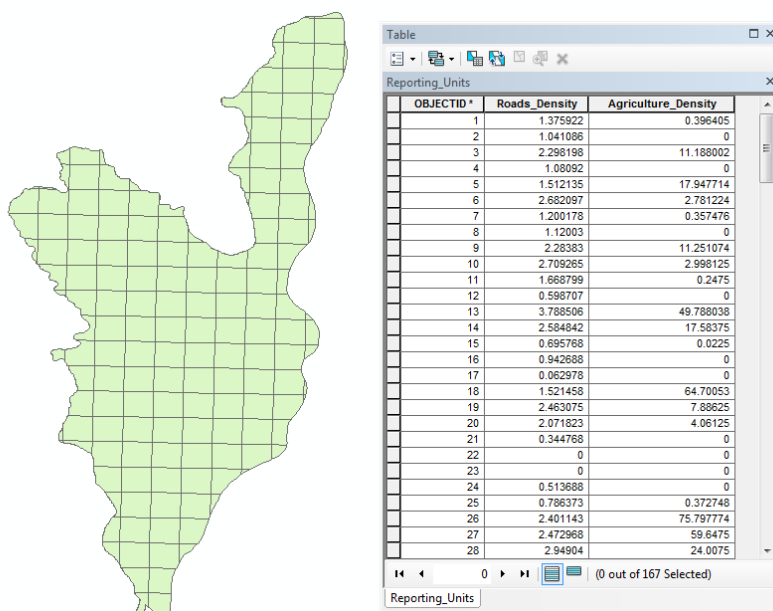 Table
Reporting_Units
OBJECTID * Roads_Density Agriculture_Density
1 1.375922 0.396405
2 1.041086 0
3 2.298198 11.188002
4 1.08092 0
5 1.512135 17.947714
6 2.682097 2.781224
7 1.200178 0.357476
8 1.12003 0
9 2.28383 11.251074
10 2.709265 2.998125
11 1.668799 0.2475
12 0.598707 0
13 3.788506 49.788038
14 2.584842 17.58375
15 0.695768 0.0225
16 0.942688 0
17 0.062978 0
18 1.521458 64.70053
19 2.463075 7.88625
20 2.071823 4.06125
21 0.344768 0
22 0 0
23 0 0
24 0.513688 0
25 0.786373 0.372748
26 2.401143 75.797774
27 2.472968 59.6475
28 2.94904 24.0075
0 (0 out of 167 Selected)
Reporting_Units